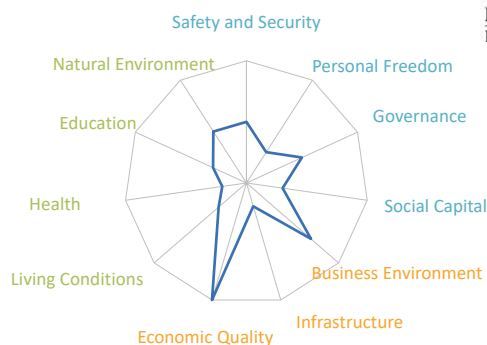 Safety and Security
Natural Environment
Personal Freedom
Education
Governance
Health
Social Capital
Living Conditions
Business Environment
Economic Quality
Infrastructure